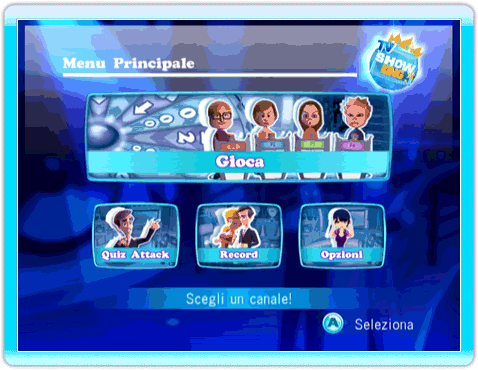 Menu Principale
TV
SHOW
KING
Gioca
Quiz Attack
Record
Opzioni
Scegli un canale!
A Seleziona